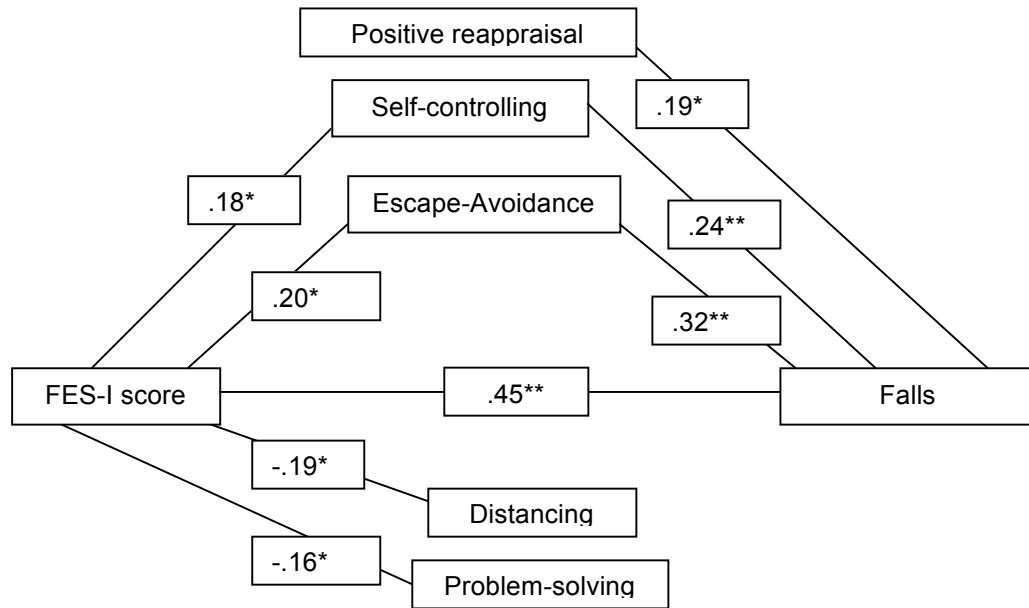 Positive reappraisal
.19*
Self-controlling
.18*
Escape-Avoidance
.24**
.20*
.32**
FES-I score
.45**
Falls
-.19*
Distancing
-.16*
Problem-solving